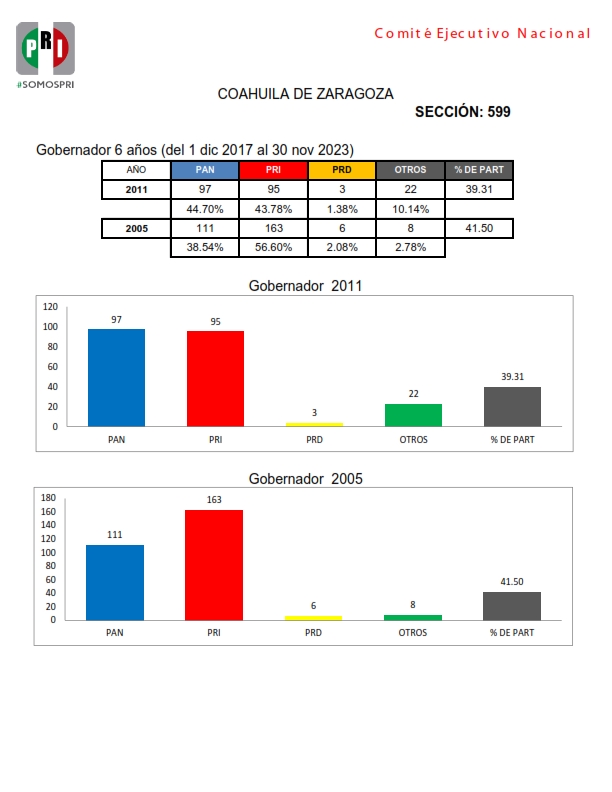 Comité Ejecutivo Nacional
PRI
#SOMOSPRI
COAHUILA DE ZARAGOZA
SECCIÓN: 599
Gobernador 6 años (del 1 dic 2017 al 30 nov 2023)
AÑO PAN PRI PRD OTROS % DE PART
2011 97 95 3 22 39.31
44.70% 43.78% 1.38% 10.14%
2005 111 163 6 8 41.50
38.54% 56.60% 2.08% 2.78%
Gobernador 2011
120
100
80
60
40
20
0
97
95
3
22
39.31
PAN PRI PRD OTROS % DE PART
Gobernador 2005
180
160
140
120
100
80
60
40
20
0
111
163
6
8
41.50
PAN PRI PRD OTROS % DE PART